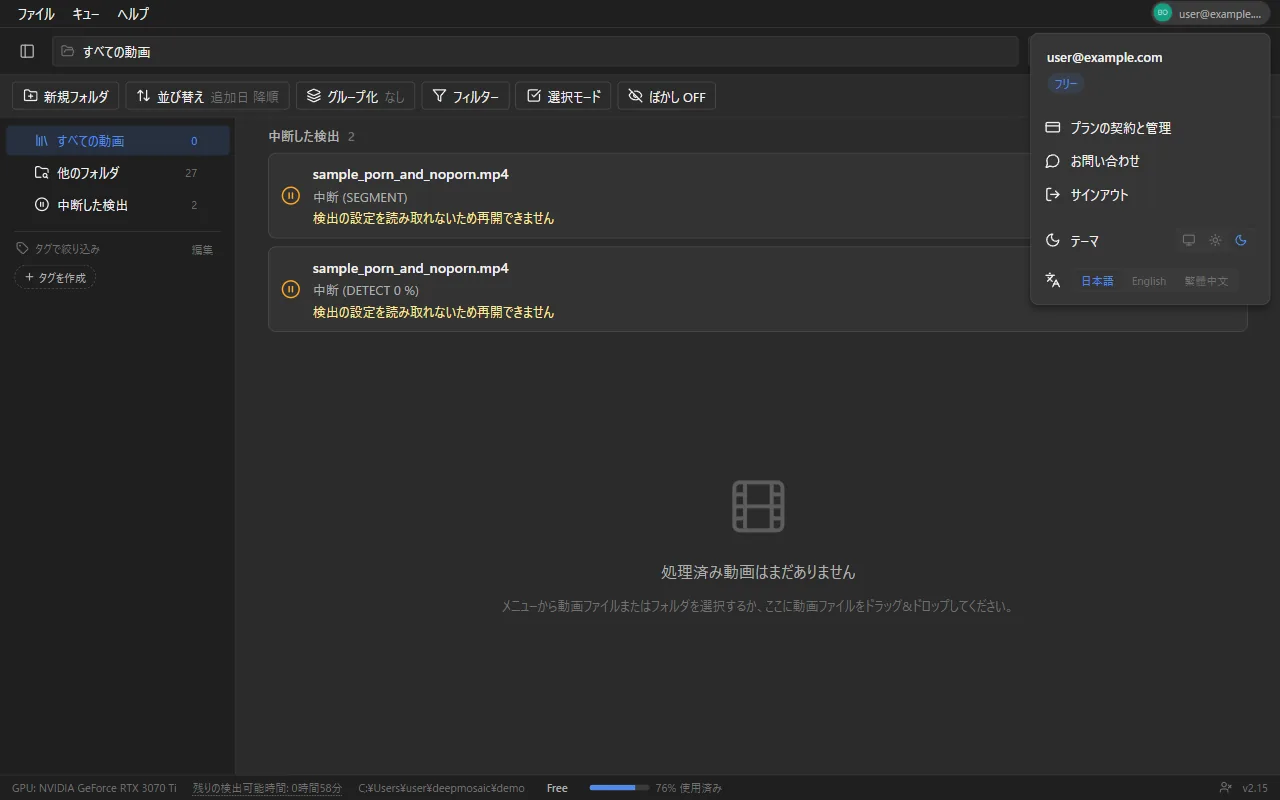 ファイル キュー ヘルプ
BO user@example....
すべての動画
新規フォルダ 並び替え 追加日 降順 グループ化 なし フィルター 選択モード ぼかし OFF
user@example.com
フリー
プランの契約と管理
お問い合わせ
サインアウト
テーマ
日本語 English 繁體中文
すべての動画 0
他のフォルダ 27
中断した検出 2
タグで絞り込み 編集
+ タグを作成
中断した検出 2
sample_porn_and_noporn.mp4
中断 (SEGMENT)
検出の設定を読み取れないため再開できません
sample_porn_and_noporn.mp4
中断 (DETECT 0 %)
検出の設定を読み取れないため再開できません
処理済み動画はまだありません
メニューから動画ファイルまたはフォルダを選択するか、ここに動画ファイルをドラッグ&ドロップしてください。
GPU: NVIDIA GeForce RTX 3070 Ti 残りの検出可能時間: 0時間58分 C:¥Users¥user¥deepmosaic¥demo Free 76% 使用済み v2.15